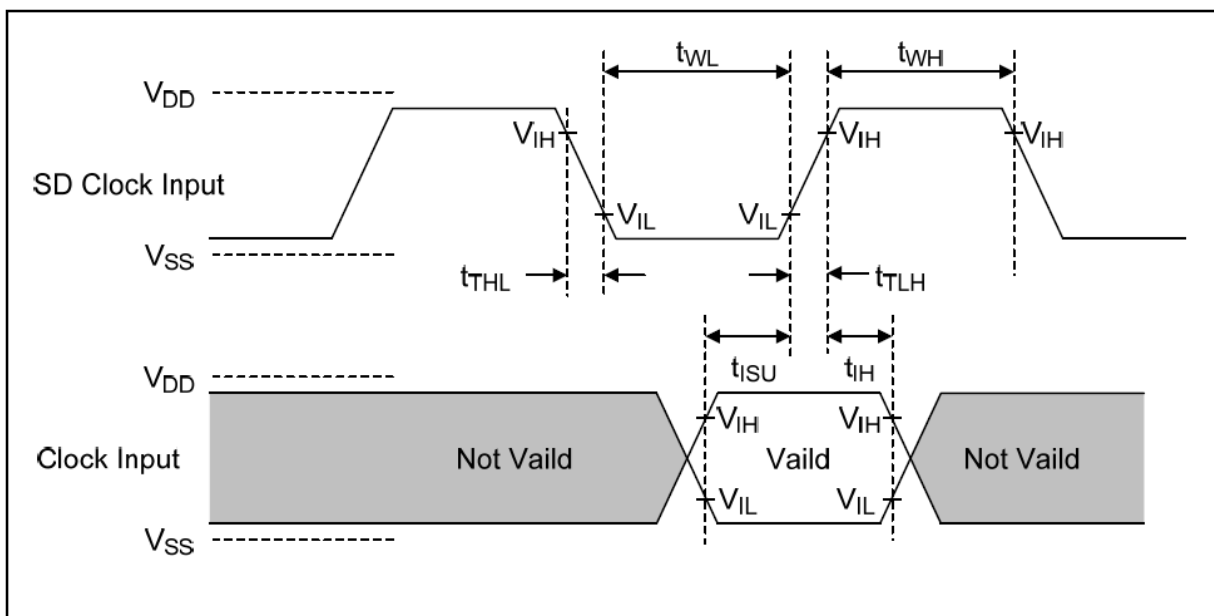 tWL tWH
VDD
VIH VIH VIH
SD Clock Input
VIL VIL
VSS
tTHL tTLH
VDD
tISU tIH
VIH VIH
Clock Input Not Vaild Vaild Not Vaild
VIL VIL
VSS